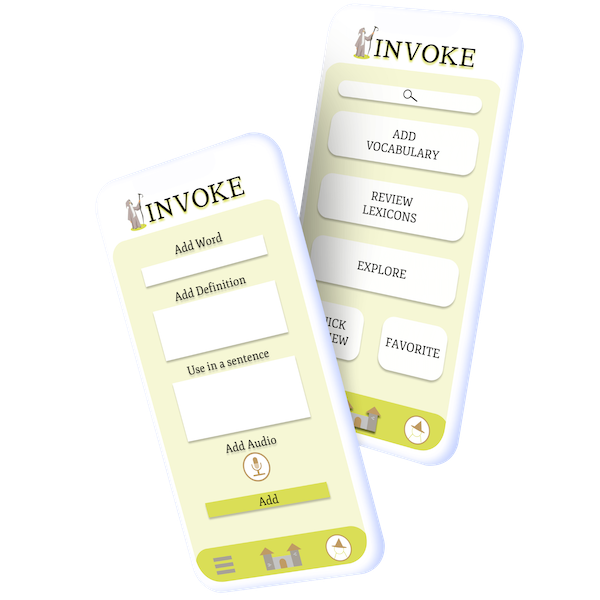 INVOKE
Add Word
Add Definition
Use in a sentence
Add Audio
Add
INVOKE
ADD
VOCABULARY
REVIEW
LEXICONS
EXPLORE
FAVORITE